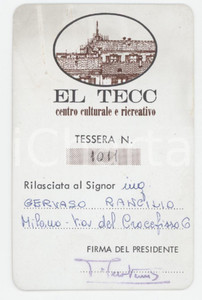 EL TECC
centro culturale e ricreativo
TESSERA N.
1011
Rilasciata al Signor ing.
GERVASO RANCILIO
Milano - Via del Crocefisso 6
FIRMA DEL PRESIDENTE